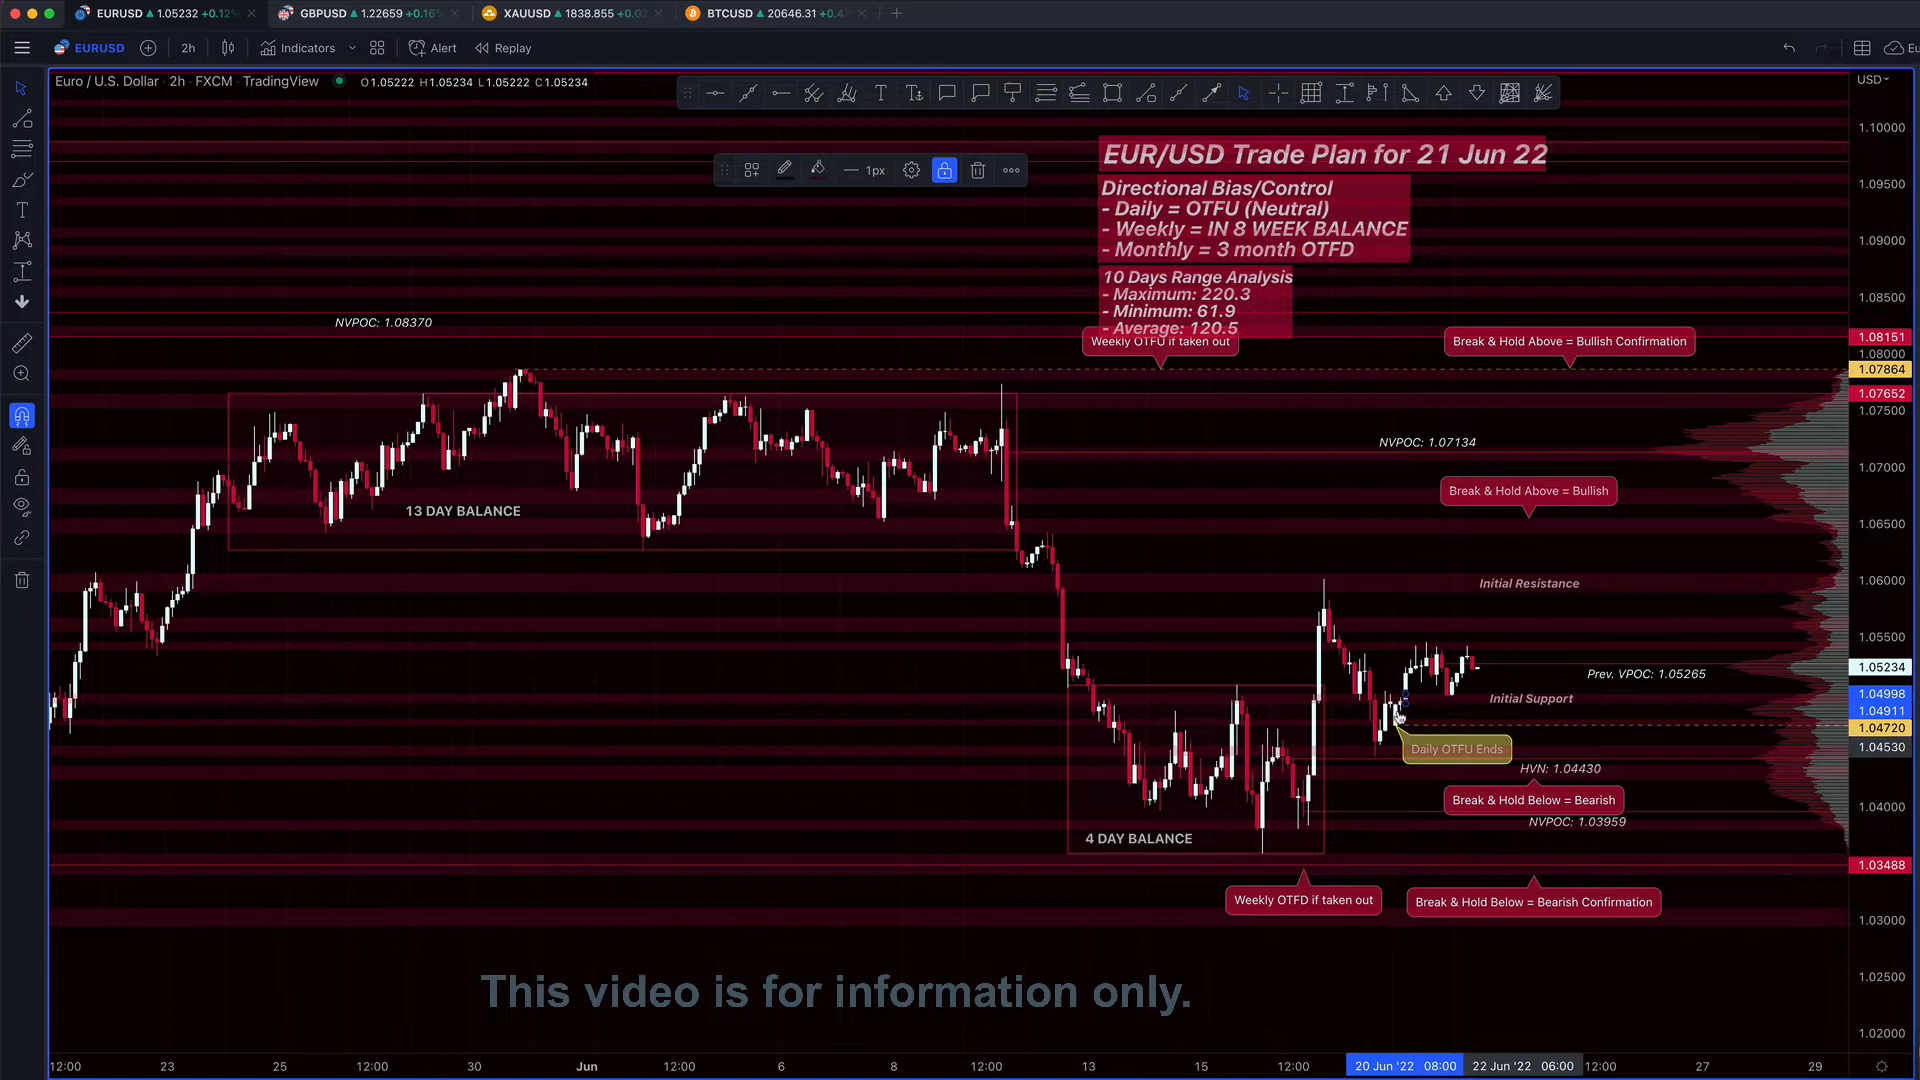 EURUSD ▲ 1.05232 +0.12%
GBPUSD ▲ 1.22659 +0.16%
XAUUSD ▲ 1838.855
BTCUSD ▲ 20646.31
EURUSD
2h
Indicators
Alert
Replay
Euro / U.S. Dollar · 2h · FXCM · TradingView
O1.05222 H1.05234 L1.05222 C1.05234
USD
1px
EUR/USD Trade Plan for 21 Jun 22
Directional Bias/Control
- Daily = OTFU (Neutral)
- Weekly = IN 8 WEEK BALANCE
- Monthly = 3 month OTFD
10 Days Range Analysis
- Maximum: 220.3
- Minimum: 61.9
- Average: 120.5
NVPOC: 1.08370
Weekly OTFU if taken out
Break & Hold Above = Bullish Confirmation
NVPOC: 1.07134
Break & Hold Above = Bullish
13 DAY BALANCE
Initial Resistance
Prev. VPOC: 1.05265
Initial Support
Daily OTFU Ends
HVN: 1.04430
Break & Hold Below = Bearish
NVPOC: 1.03959
4 DAY BALANCE
Weekly OTFD if taken out
Break & Hold Below = Bearish Confirmation
This video is for information only.
1.10000
1.09500
1.09000
1.08500
1.08151
1.08000
1.07864
1.07652
1.07500
1.07000
1.06500
1.06000
1.05500
1.05234
1.04998
1.04911
1.04720
1.04530
1.04000
1.03488
1.03000
1.02500
1.02000
12:00 23 25 12:00 30 Jun 12:00 6 8 12:00 13 15 12:00 20 Jun '22 08:00 22 Jun '22 06:00 12:00 27 29